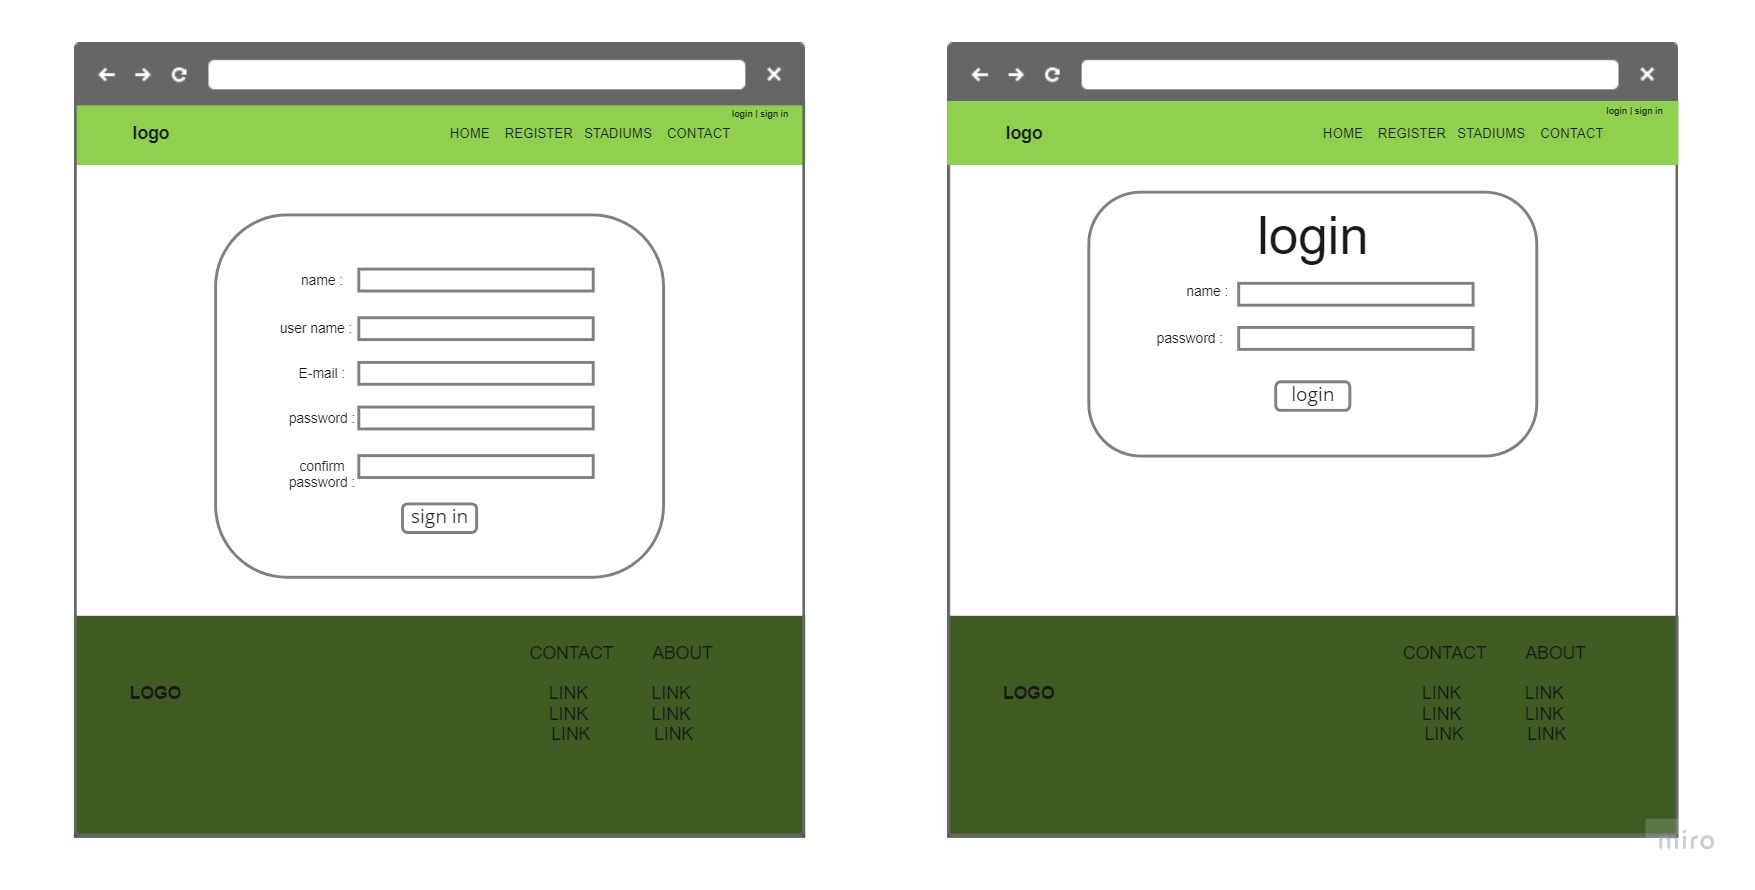 login | sign in
logo
HOME REGISTER STADIUMS CONTACT
name :
user name :
E-mail :
password :
confirm
password :
sign in
CONTACT ABOUT
LOGO
LINK LINK
LINK LINK
LINK LINK
login | sign in
logo
HOME REGISTER STADIUMS CONTACT
login
name :
password :
login
CONTACT ABOUT
LOGO
LINK LINK
LINK LINK
LINK LINK
miro